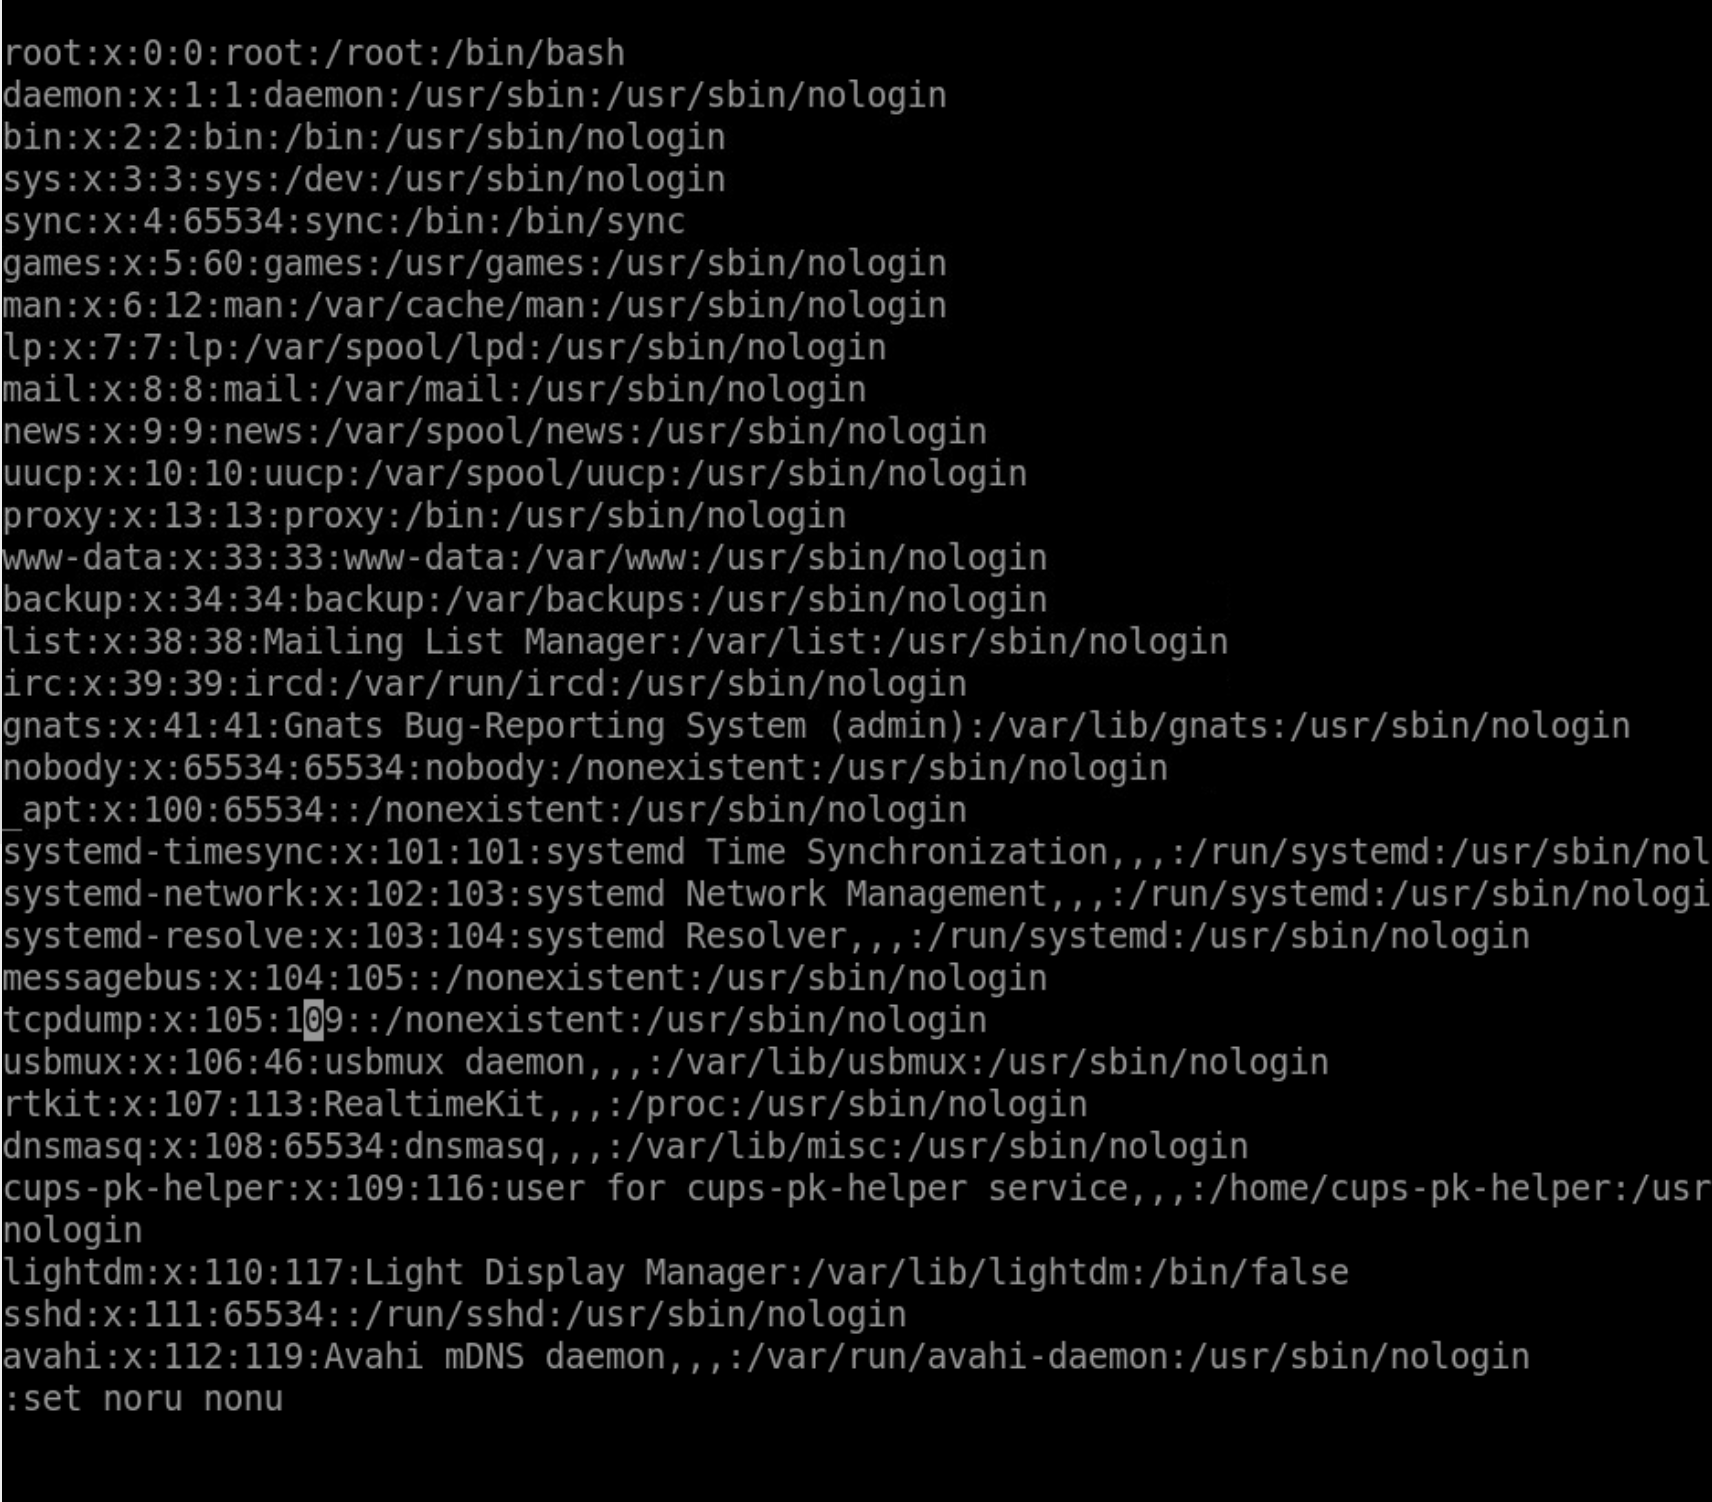 root:x:0:0:root:/root:/bin/bash
daemon:x:1:1:daemon:/usr/sbin:/usr/sbin/nologin
bin:x:2:2:bin:/bin:/usr/sbin/nologin
sys:x:3:3:sys:/dev:/usr/sbin/nologin
sync:x:4:65534:sync:/bin:/bin/sync
games:x:5:60:games:/usr/games:/usr/sbin/nologin
man:x:6:12:man:/var/cache/man:/usr/sbin/nologin
lp:x:7:7:lp:/var/spool/lpd:/usr/sbin/nologin
mail:x:8:8:mail:/var/mail:/usr/sbin/nologin
news:x:9:9:news:/var/spool/news:/usr/sbin/nologin
uucp:x:10:10:uucp:/var/spool/uucp:/usr/sbin/nologin
proxy:x:13:13:proxy:/bin:/usr/sbin/nologin
www-data:x:33:33:www-data:/var/www:/usr/sbin/nologin
backup:x:34:34:backup:/var/backups:/usr/sbin/nologin
list:x:38:38:Mailing List Manager:/var/list:/usr/sbin/nologin
irc:x:39:39:ircd:/var/run/ircd:/usr/sbin/nologin
gnats:x:41:41:Gnats Bug-Reporting System (admin):/var/lib/gnats:/usr/sbin/nologin
nobody:x:65534:65534:nobody:/nonexistent:/usr/sbin/nologin
_apt:x:100:65534::/nonexistent:/usr/sbin/nologin
systemd-timesync:x:101:101:systemd Time Synchronization,,,:/run/systemd:/usr/sbin/nol
systemd-network:x:102:103:systemd Network Management,,,:/run/systemd:/usr/sbin/nologi
systemd-resolve:x:103:104:systemd Resolver,,,:/run/systemd:/usr/sbin/nologin
messagebus:x:104:105::/nonexistent:/usr/sbin/nologin
tcpdump:x:105:109::/nonexistent:/usr/sbin/nologin
usbmux:x:106:46:usbmux daemon,,,:/var/lib/usbmux:/usr/sbin/nologin
rtkit:x:107:113:RealtimeKit,,,:/proc:/usr/sbin/nologin
dnsmasq:x:108:65534:dnsmasq,,,:/var/lib/misc:/usr/sbin/nologin
cups-pk-helper:x:109:116:user for cups-pk-helper service,,,:/home/cups-pk-helper:/usr
nologin
lightdm:x:110:117:Light Display Manager:/var/lib/lightdm:/bin/false
sshd:x:111:65534::/run/sshd:/usr/sbin/nologin
avahi:x:112:119:Avahi mDNS daemon,,,:/var/run/avahi-daemon:/usr/sbin/nologin
:set noru nonu